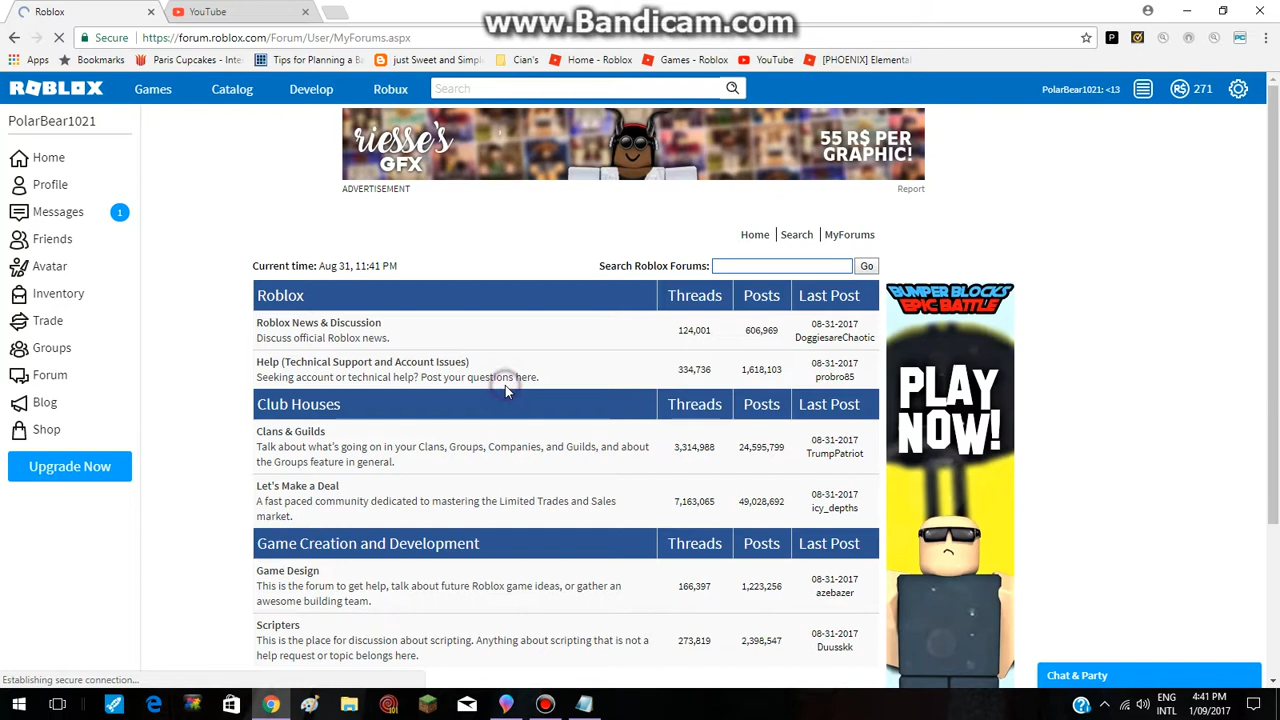 www.Bandicam.com
Roblox
YouTube
Secure https://forum.roblox.com/Forum/User/MyForums.aspx
Apps Bookmarks Paris Cupcakes - Inte Tips for Planning a B just Sweet and Simpl Cian's Home - Roblox Games - Roblox YouTube [PHOENIX] Elemental
ROBLOX Games Catalog Develop Robux Search PolarBear1021: <13 R$ 271
PolarBear1021
Home
Profile
Messages 1
Friends
Avatar
Inventory
Trade
Groups
Forum
Blog
Shop
Upgrade Now
riesse's GFX
55 R$ PER GRAPHIC!
ADVERTISEMENT Report
Home Search MyForums
Current time: Aug 31, 11:41 PM Search Roblox Forums: Go
Roblox Threads Posts Last Post
Roblox News & Discussion
Discuss official Roblox news.
124,001 606,969 08-31-2017 DoggiesareChaotic
Help (Technical Support and Account Issues)
Seeking account or technical help? Post your questions here.
334,736 1,618,103 08-31-2017 probro85
Club Houses Threads Posts Last Post
Clans & Guilds
Talk about what's going on in your Clans, Groups, Companies, and Guilds, and about
the Groups feature in general.
3,314,988 24,595,799 08-31-2017 TrumpPatriot
Let's Make a Deal
A fast paced community dedicated to mastering the Limited Trades and Sales
market.
7,163,065 49,028,692 08-31-2017 icy_depths
Game Creation and Development Threads Posts Last Post
Game Design
This is the forum to get help, talk about future Roblox game ideas, or gather an
awesome building team.
166,397 1,223,256 08-31-2017 azebazer
Scripters
This is the place for discussion about scripting. Anything about scripting that is not a
help request or topic belongs here.
273,819 2,398,547 08-31-2017 Duusskk
BUMPER BLOCKS
EPIC BATTLE
PLAY
NOW!
Establishing secure connection...
Chat & Party
ENG
INTL
4:41 PM
1/09/2017